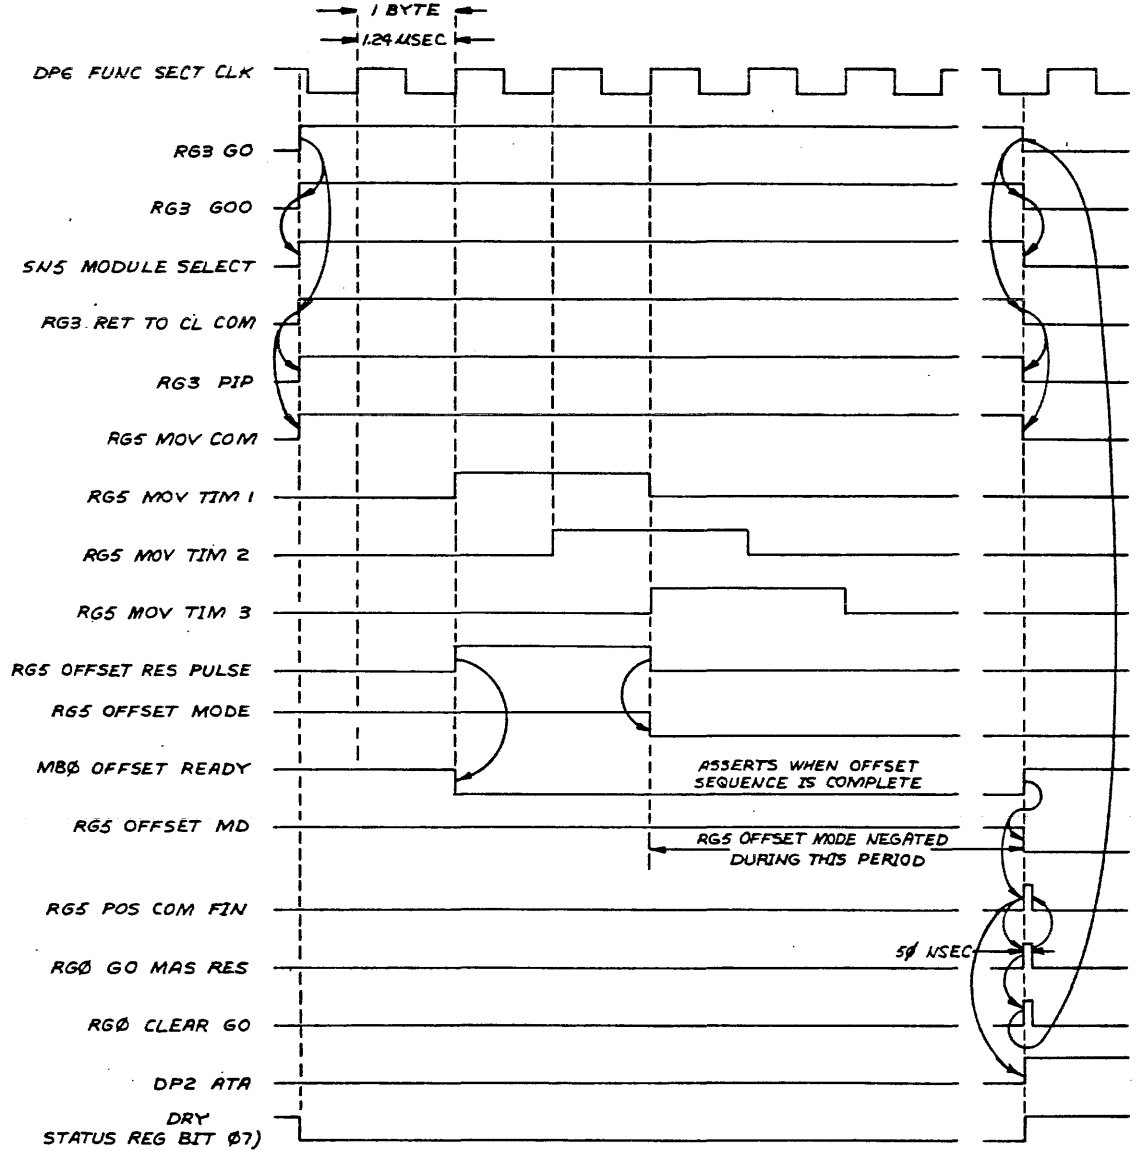 1 BYTE
1.24 µSEC
DP6 FUNC SECT CLK
RG3 GO
RG3 GOO
SN5 MODULE SELECT
RG3 RET TO CL COM
RG3 PIP
RG5 MOV COM
RG5 MOV TIM 1
RG5 MOV TIM 2
RG5 MOV TIM 3
RG5 OFFSET RES PULSE
RG5 OFFSET MODE
MBØ OFFSET READY
ASSERTS WHEN OFFSET
SEQUENCE IS COMPLETE
RG5 OFFSET MD
RG5 OFFSET MODE NEGATED
DURING THIS PERIOD
RG5 POS COM FIN
5Ø NSEC
RGØ GO MAS RES
RGØ CLEAR GO
DP2 ATA
DRY
STATUS REG BIT Ø7)